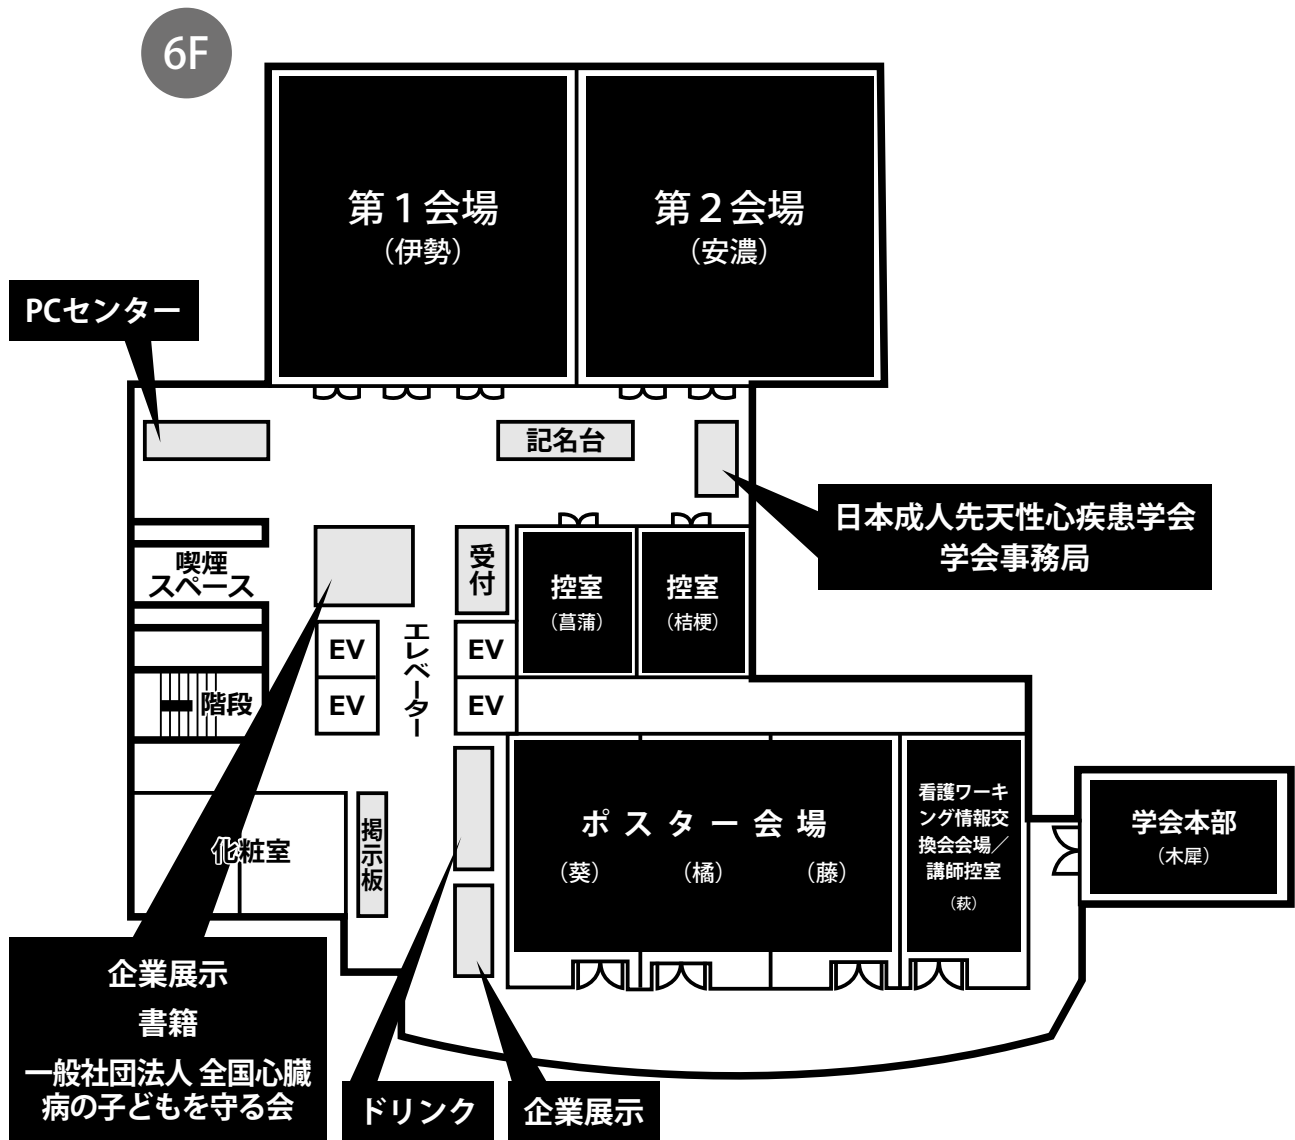 6F
第1会場
（伊勢）
第2会場
（安濃）
PCセンター
記名台
日本成人先天性心疾患学会
学会事務局
喫煙
スペース
受付
控室
（菖蒲）
控室
（桔梗）
EV
EV
エレベーター
EV
EV
階段
化粧室
掲示板
ポスター会場
（葵）
（橘）
（藤）
看護ワーキ
ング情報交
換会会場／
講師控室
（萩）
学会本部
（木犀）
企業展示
書籍
一般社団法人 全国心臓
病の子どもを守る会
ドリンク
企業展示